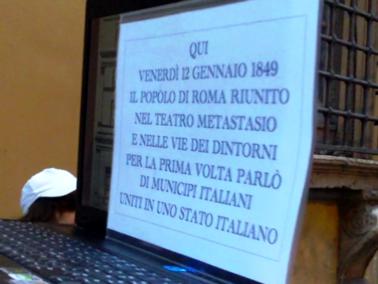 QUI
VENERDÌ 12 GENNAIO 1849
IL POPOLO DI ROMA RIUNITO
NEL TEATRO METASTASIO
E NELLE VIE DEI DINTORNI
PER LA PRIMA VOLTA PARLÒ
DI MUNICIPI ITALIANI
UNITI IN UNO STATO ITALIANO